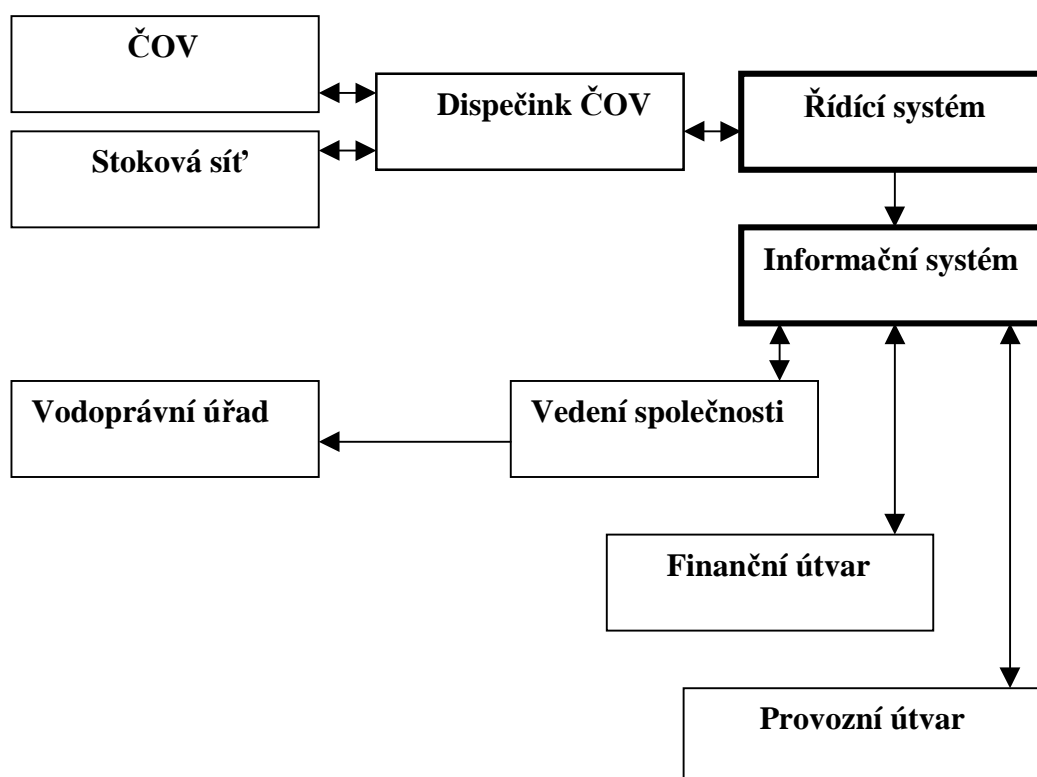 ČOV
Dispečink ČOV
Řídící systém
Stoková síť
Informační systém
Vodoprávní úřad
Vedení společnosti
Finanční útvar
Provozní útvar